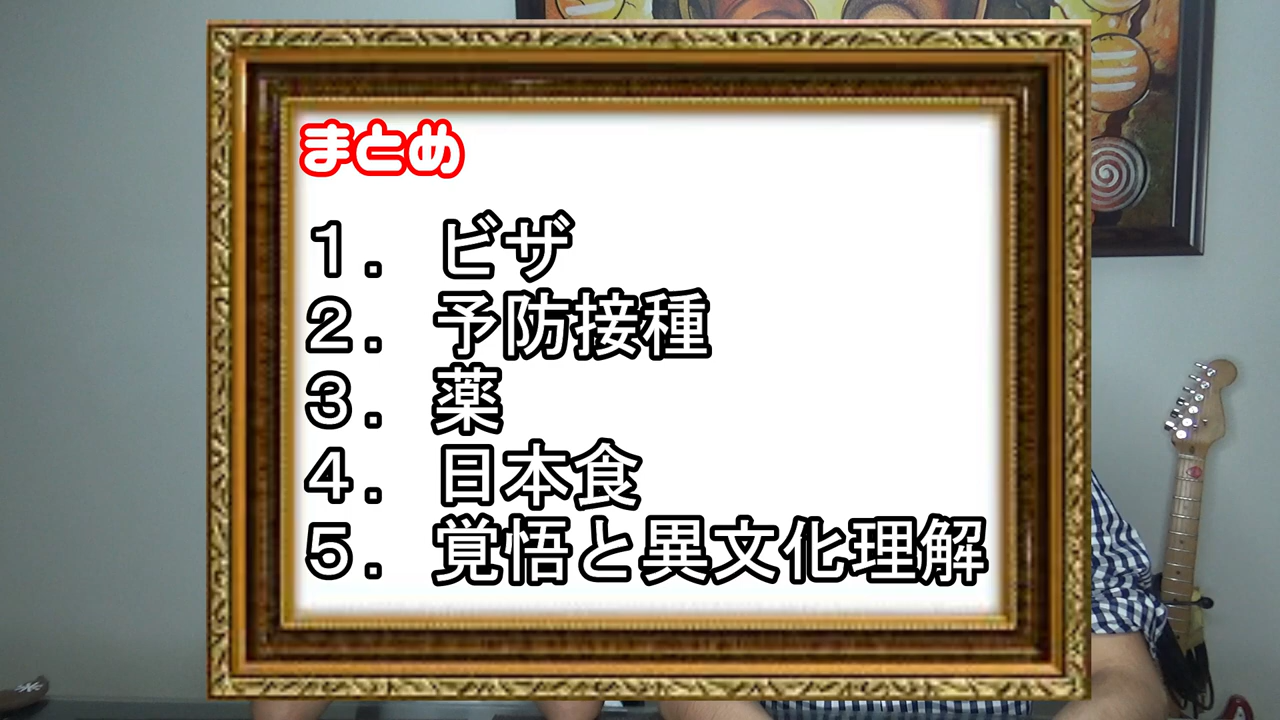 まとめ
１．ビザ
２．予防接種
３．薬
４．日本食
５．覚悟と異文化理解